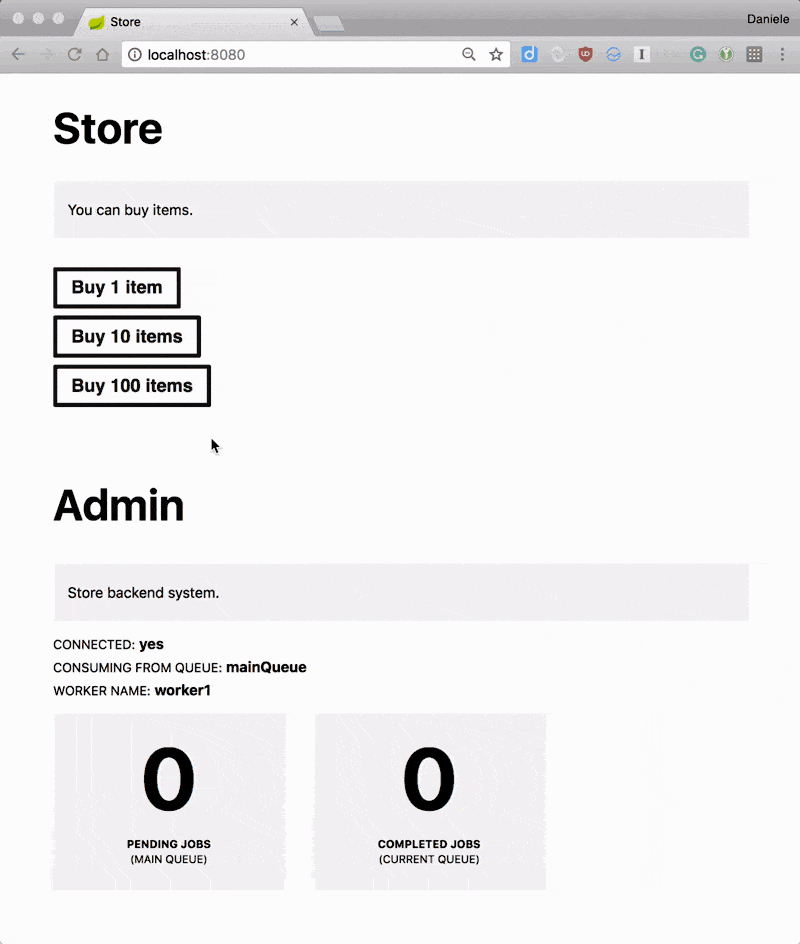 Store
Daniele
localhost:8080
Store
You can buy items.
Buy 1 item
Buy 10 items
Buy 100 items
Admin
Store backend system.
CONNECTED: yes
CONSUMING FROM QUEUE: mainQueue
WORKER NAME: worker1
0
PENDING JOBS
(MAIN QUEUE)
0
COMPLETED JOBS
(CURRENT QUEUE)